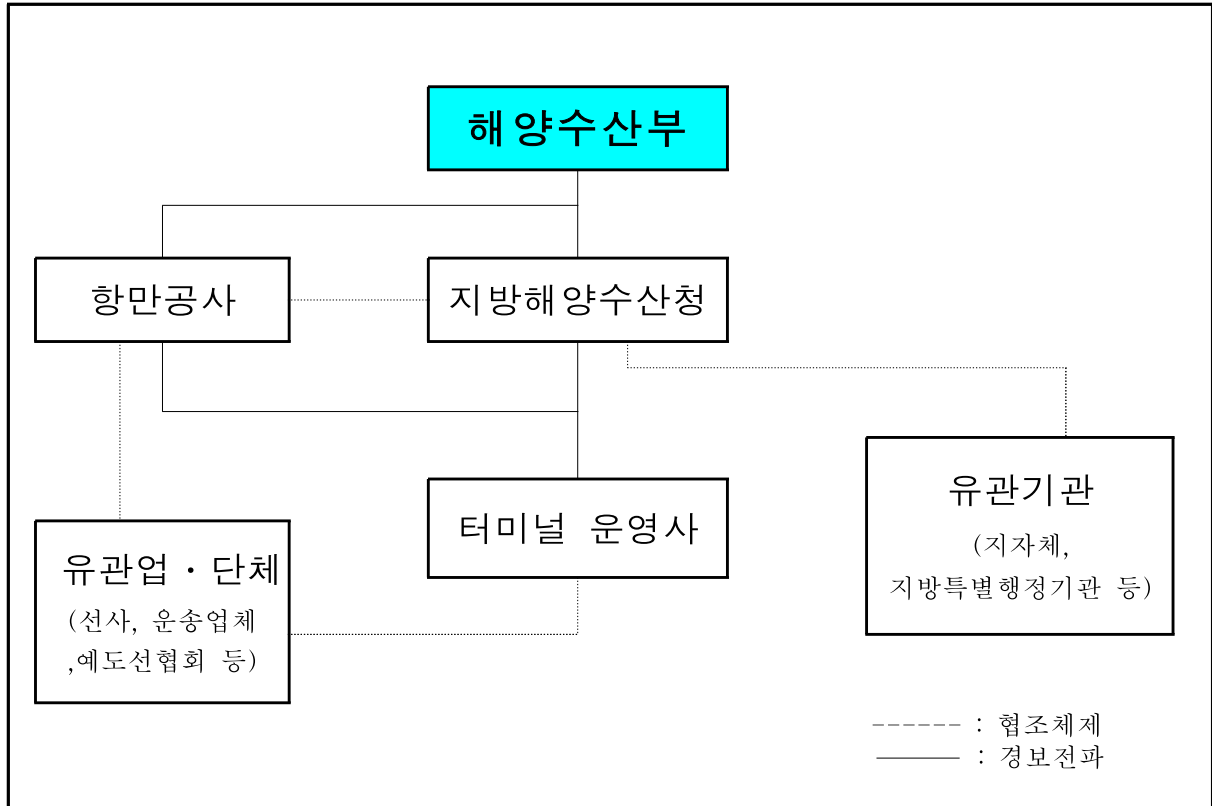 해양수산부
항만공사
지방해양수산청
터미널 운영사
유관기관
(지자체,
지방특별행정기관 등)
유관업·단체
(선사, 운송업체
,예도선협회 등)
: 협조체제
: 경보전파